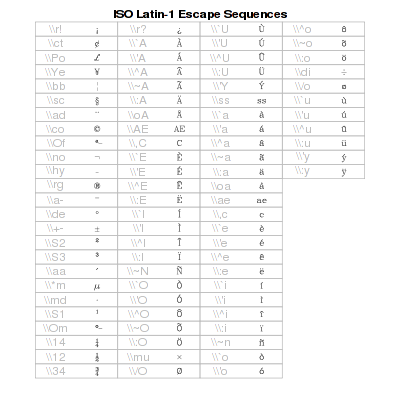 ISO Latin-1 Escape Sequences
\\r! ¡ \\r? ¿ \\`U Ù \\^o ô
\\ct ¢ \\`A À \\'U Ú \\~o õ
\\Po £ \\'A Á \\^U Û \\:o ö
\\Ye ¥ \\^A Â \\:U Ü \\di ÷
\\bb ¦ \\~A Ã \\'Y Ý \\/o ø
\\sc § \\:A Ä \\ss ss \\`u ù
\\ad ¨ \\oA Å \\`a à \\'u ú
\\co © \\AE AE \\'a á \\^u û
\\Of ª \\,C C \\^a â \\:u ü
\\no ¬ \\`E È \\~a ã \\'y ý
\\hy - \\'E É \\:a ä \\:y ÿ
\\rg ® \\^E Ê \\oa å
\\a- ¯ \\:E Ë \\ae ae
\\de ° \\`I Ì \\,c c
\\+- ± \\'I Í \\`e è
\\S2 ² \\^I Î \\'e é
\\S3 ³ \\:I Ï \\^e ê
\\aa ´ \\~N Ñ \\:e ë
\\*m µ \\`O Ò \\`i ì
\\md · \\'O Ó \\'i í
\\S1 ¹ \\^O Ô \\^i î
\\Om º \\~O Õ \\:i ï
\\14 ¼ \\:O Ö \\~n ñ
\\12 ½ \\mu × \\`o ò
\\34 ¾ \\/O Ø \\'o ó